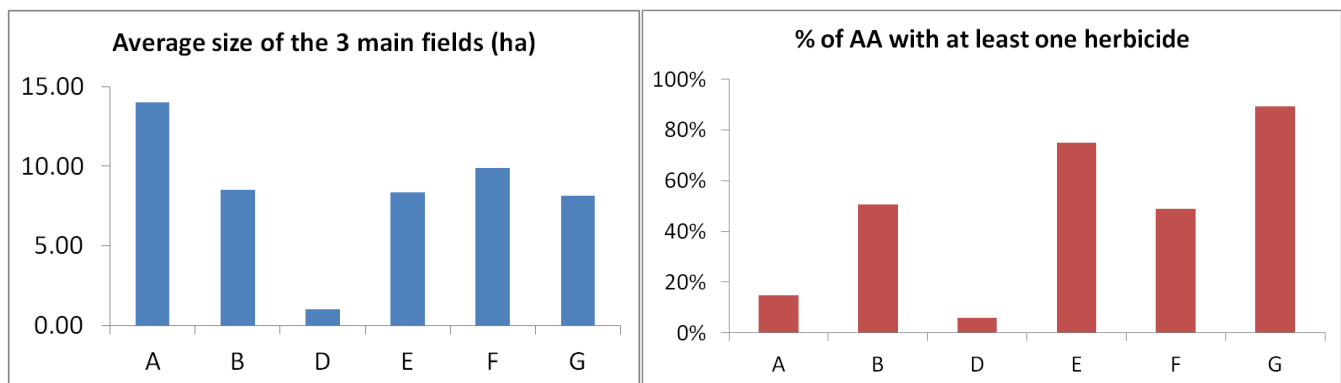 Average size of the 3 main fields (ha)
15.00
10.00
5.00
0.00
A B D E F G
% of AA with at least one herbicide
100%
80%
60%
40%
20%
0%
A B D E F G